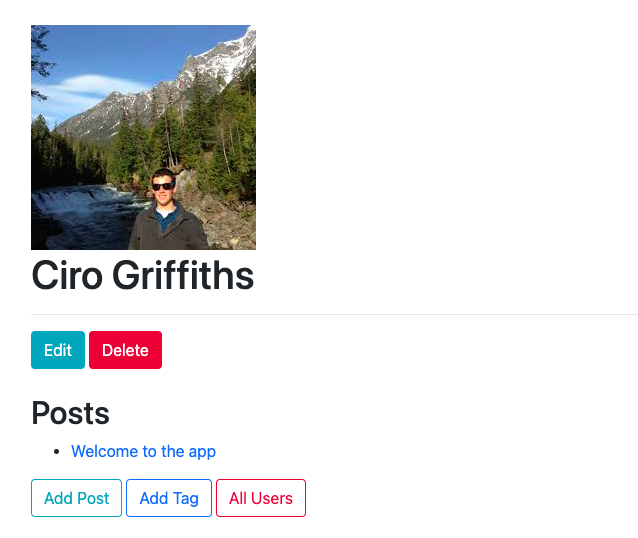 Ciro Griffiths
Edit Delete
Posts
Welcome to the app
Add Post Add Tag All Users